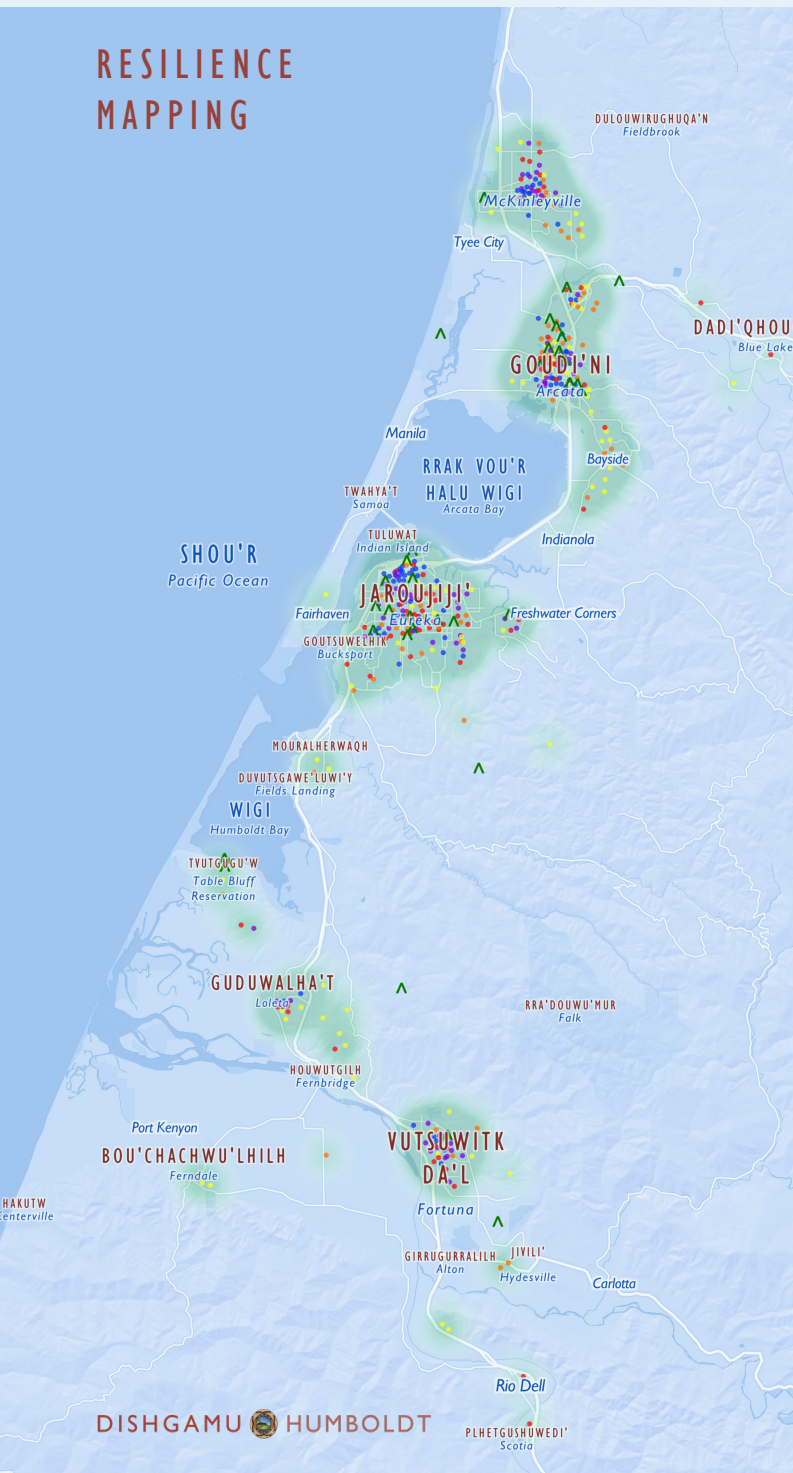 RESILIENCE
MAPPING
DULOUWIRUGHUQA'N
Fieldbrook
McKinleyville
Tyee City
DADI'QHOU
Blue Lake
GOUDI'NI
Arcata
Manila
Bayside
RRAK VOU'R
HALU WIGI
Arcata Bay
TWAHYA'T
Samoa
TULUWAT
Indian Island
Indianola
SHOU'R
Pacific Ocean
JAROUJIJI'
Eureka
Fairhaven
Freshwater Corners
GOUTSUWELHIK
Bucksport
MOURALHERWAQH
DUVUTSGAWE'LUWI'Y
Fields Landing
WIGI
Humboldt Bay
TVUTGUGU'W
Table Bluff
Reservation
GUDUWALHA'T
Loleta
RRA'DOUWU'MUR
Falk
HOUWUTGILH
Fernbridge
Port Kenyon
BOU'CHACHWU'LHILH
Ferndale
VUTSUWITK
DA'L
Fortuna
HAKUTW
enterville
GIRRUGURRALILH
Alton
JIVILI'
Hydesville
Carlotta
Rio Dell
PLHETGUSHUWEDI'
Scotia
DISHGAMU HUMBOLDT